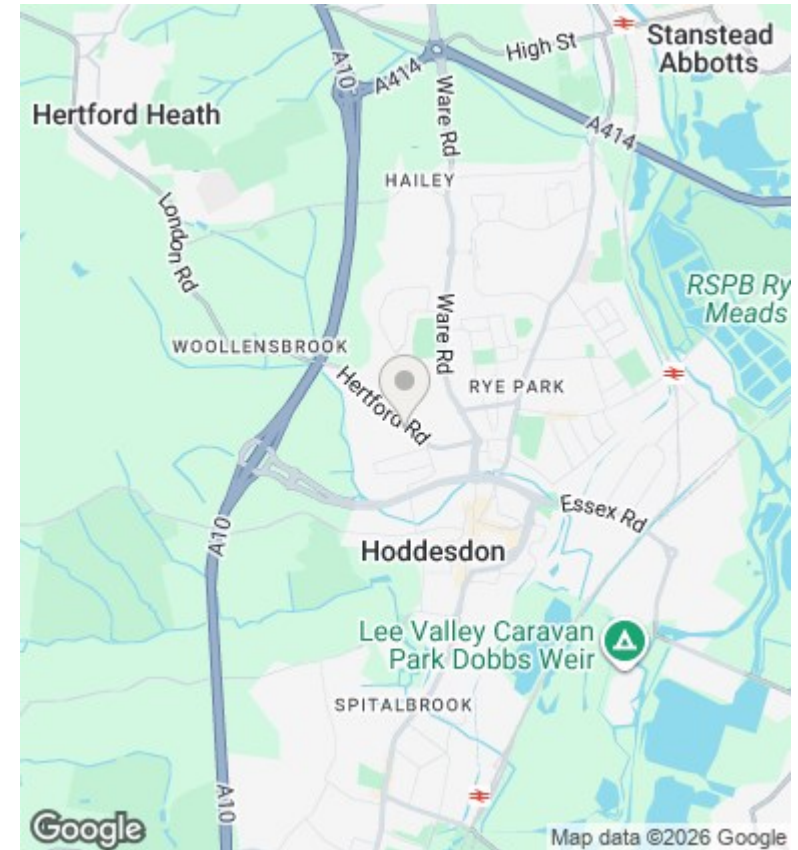 Stanstead
Abbotts
High St
A10
A414
Ware Rd
Hertford Heath
A414
HAILEY
London Rd
RSPB Ry
Meads
Ware Rd
WOOLLENSBROOK
Hertford Rd
RYE PARK
Essex Rd
A10
Hoddesdon
Lee Valley Caravan
Park Dobbs Weir
SPITALBROOK
A10
Google
Map data ©2026 Google